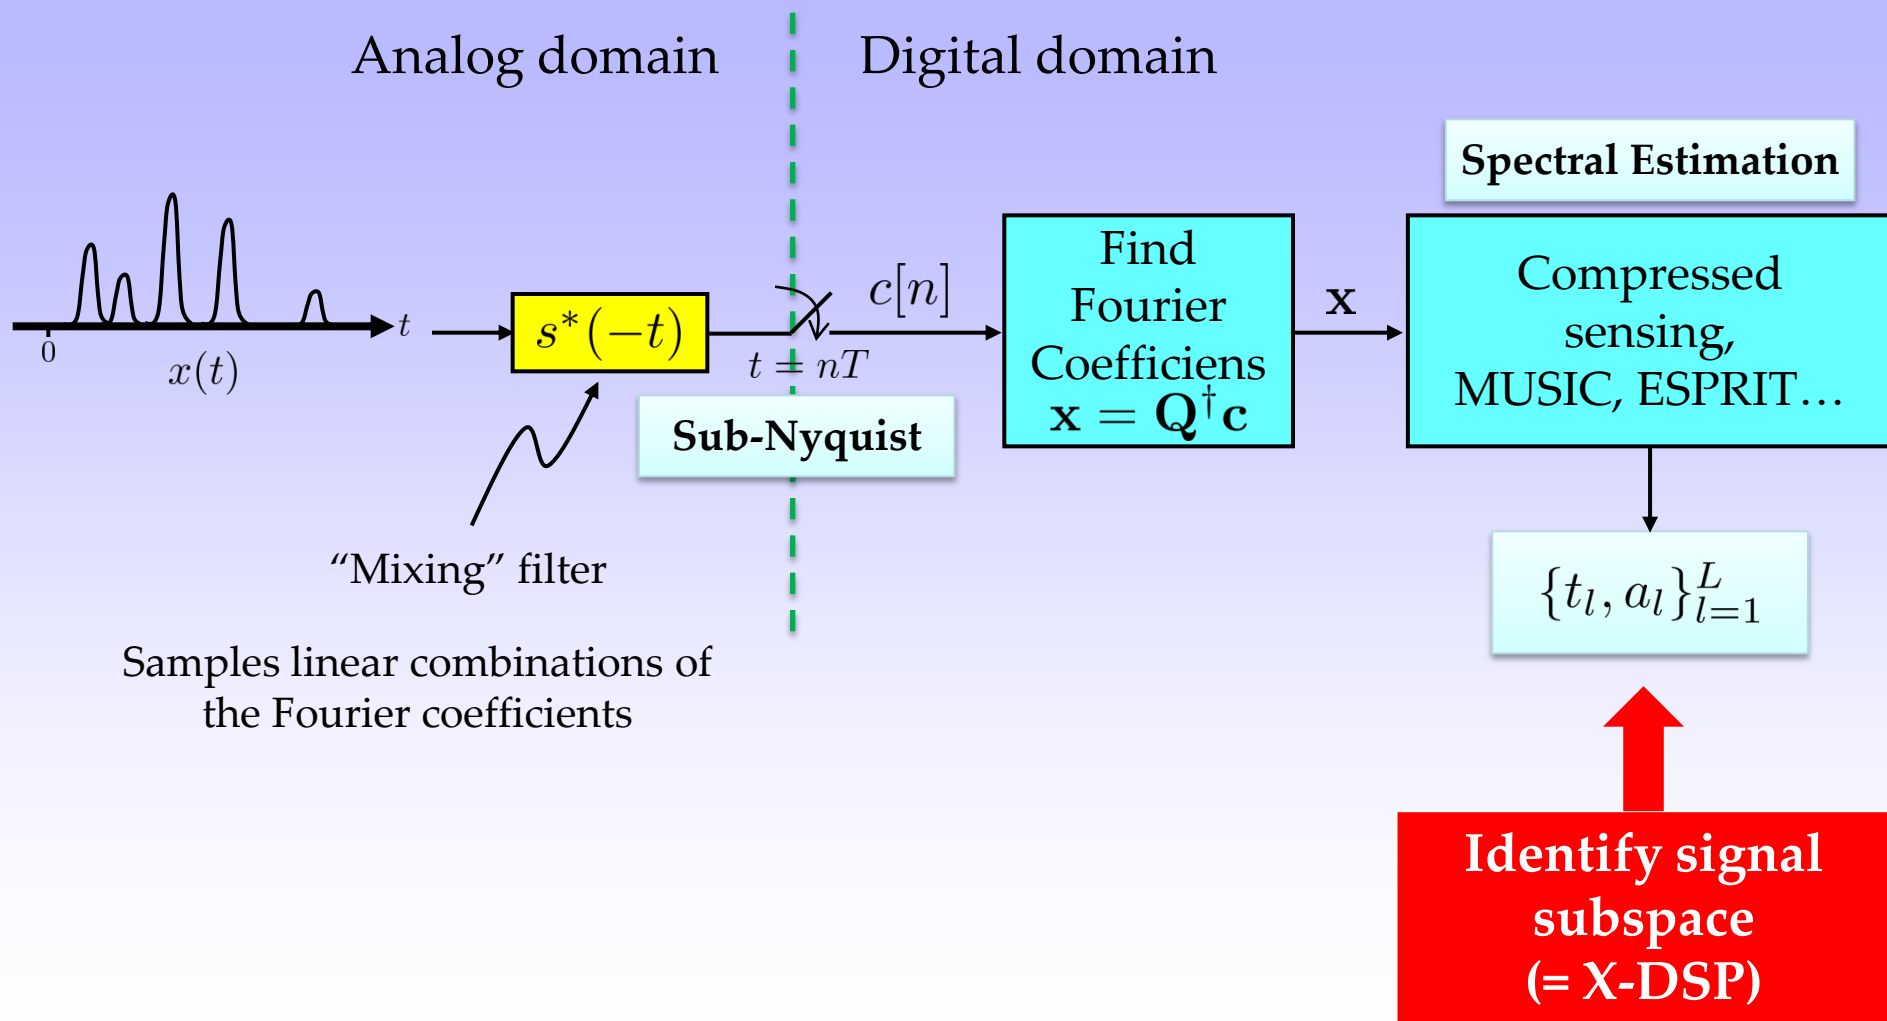 Analog domain
Digital domain
Spectral Estimation
0
t
x(t)
s*(−t)
t = nT
c[n]
Sub-Nyquist
Find
Fourier
Coefficiens
x = Q†c
x
Compressed
sensing,
MUSIC, ESPRIT…
“Mixing” filter
Samples linear combinations of
the Fourier coefficients
{t_l, a_l}_{l=1}^L
Identify signal
subspace
(= X-DSP)